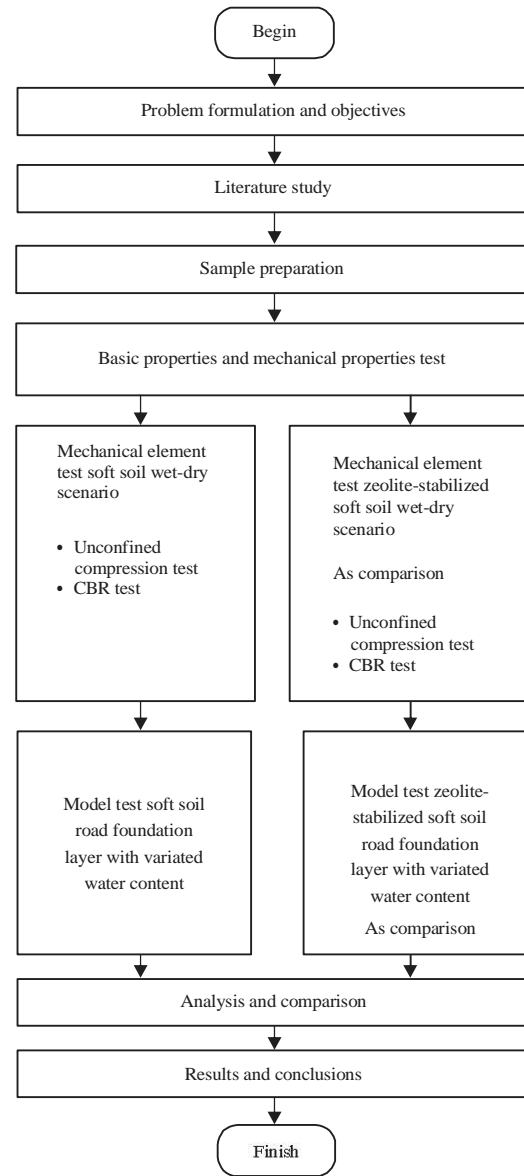 Begin
Problem formulation and objectives
Literature study
Sample preparation
Basic properties and mechanical properties test
Mechanical element
test soft soil wet-dry
scenario
• Unconfined
compression test
• CBR test
Mechanical element
test zeolite-stabilized
soft soil wet-dry
scenario
As comparison
• Unconfined
compression test
• CBR test
Model test soft soil
road foundation
layer with variated
water content
Model test zeolite-
stabilized soft soil
road foundation
layer with variated
water content
As comparison
Analysis and comparison
Results and conclusions
Finish